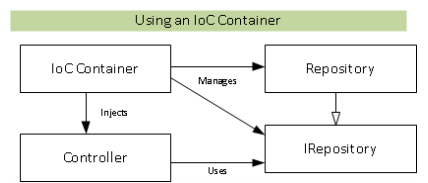 Using an IoC Container
IoC Container
Repository
Manages
Injects
Controller
IRepository
Uses